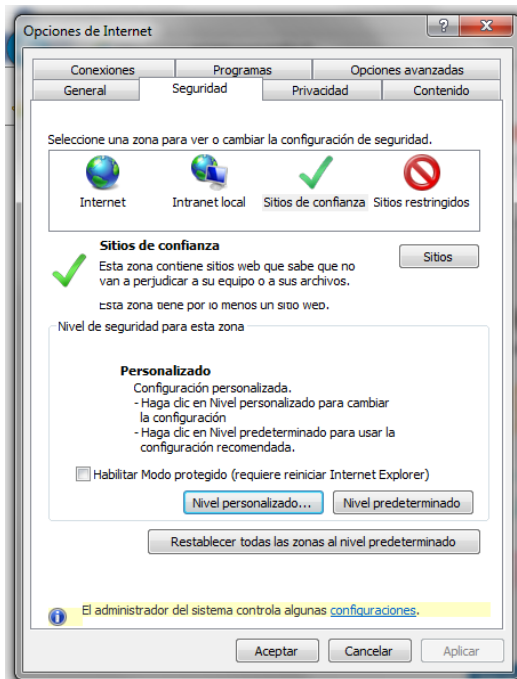 Opciones de Internet
?
Conexiones Programas Opciones avanzadas
General Seguridad Privacidad Contenido
Seleccione una zona para ver o cambiar la configuración de seguridad.
Internet Intranet local Sitios de confianza Sitios restringidos
Sitios de confianza
Sitios
Esta zona contiene sitios web que sabe que no
van a perjudicar a su equipo o a sus archivos.
Esta zona tiene por lo menos un sitio web.
Nivel de seguridad para esta zona
Personalizado
Configuración personalizada.
- Haga clic en Nivel personalizado para cambiar
la configuración
- Haga clic en Nivel predeterminado para usar la
configuración recomendada.
Habilitar Modo protegido (requiere reiniciar Internet Explorer)
Nivel personalizado... Nivel predeterminado
Restablecer todas las zonas al nivel predeterminado
El administrador del sistema controla algunas configuraciones.
Aceptar Cancelar Aplicar